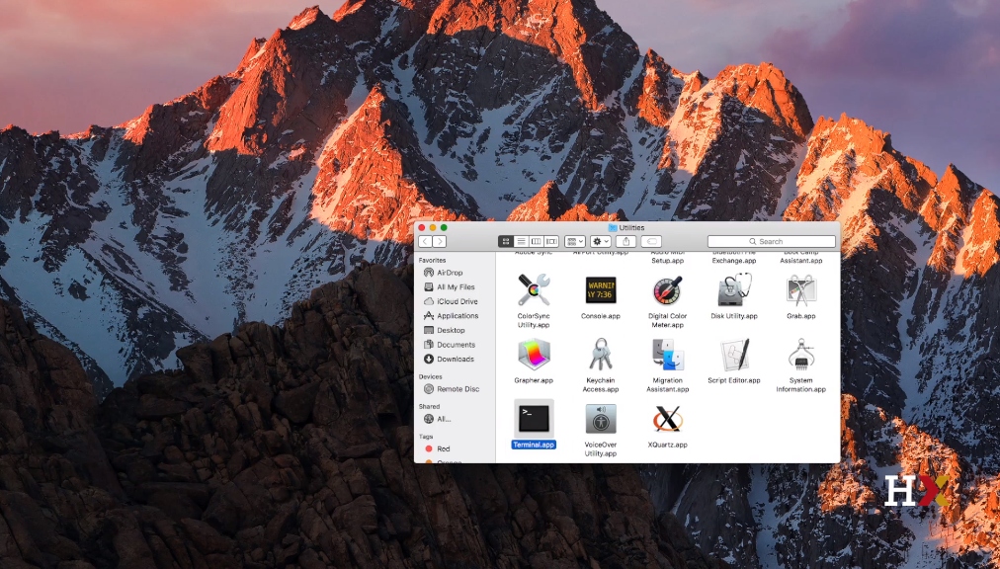 Utilities
Search
Favorites
AirDrop
All My Files
iCloud Drive
Applications
Desktop
Documents
Downloads
Devices
Remote Disc
Shared
All...
Tags
Red
Orange
Adobe Sync
AirPort Utility.app
Audio MIDI
Setup.app
Bluetooth File
Exchange.app
Boot Camp
Assistant.app
ColorSync
Utility.app
WARNIN
AY 7:36
Console.app
Digital Color
Meter.app
Disk Utility.app
Grab.app
Grapher.app
Keychain
Access.app
Migration
Assistant.app
Script Editor.app
System
Information.app
>_
Terminal.app
VoiceOver
Utility.app
XQuartz.app
HX